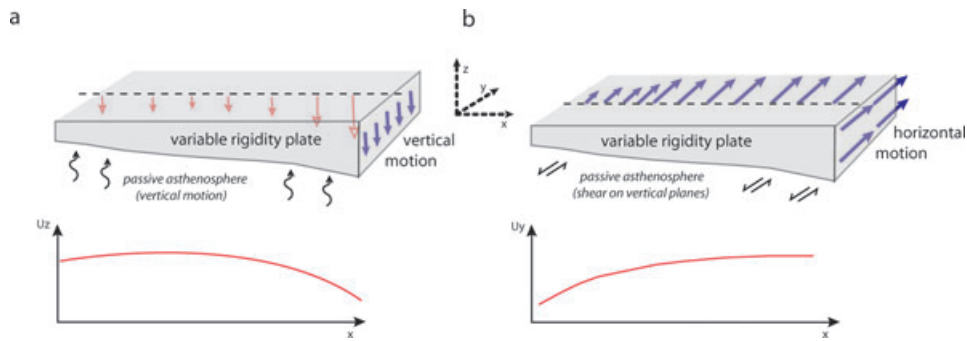 a
b
z
y
x
variable rigidity plate
vertical
motion
passive asthenosphere
(vertical motion)
variable rigidity plate
horizontal
motion
passive asthenosphere
(shear on vertical planes)
Uz
x
Uy
x